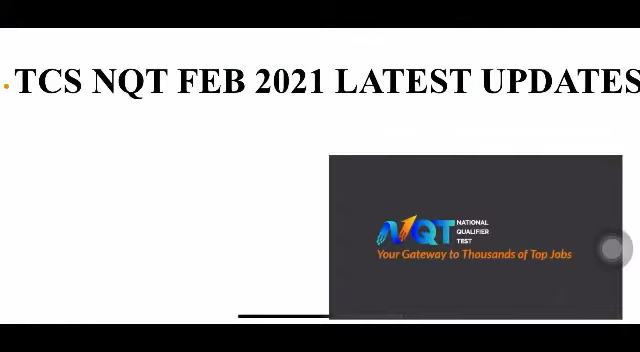 TCS NQT FEB 2021 LATEST UPDATES
NQT NATIONAL
QUALIFIER
TEST
Your Gateway to Thousands of Top Jobs